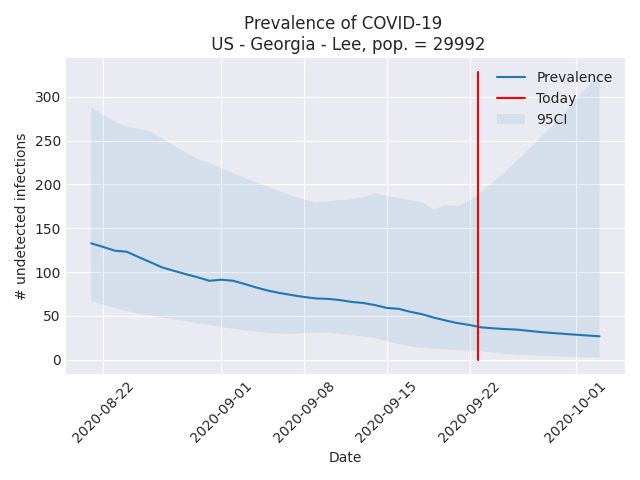 Prevalence of COVID-19
US - Georgia - Lee, pop. = 29992
Prevalence
Today
95CI
# undetected infections
300
250
200
150
100
50
0
2020-08-22
2020-09-01
2020-09-08
2020-09-15
2020-09-22
2020-10-01
Date